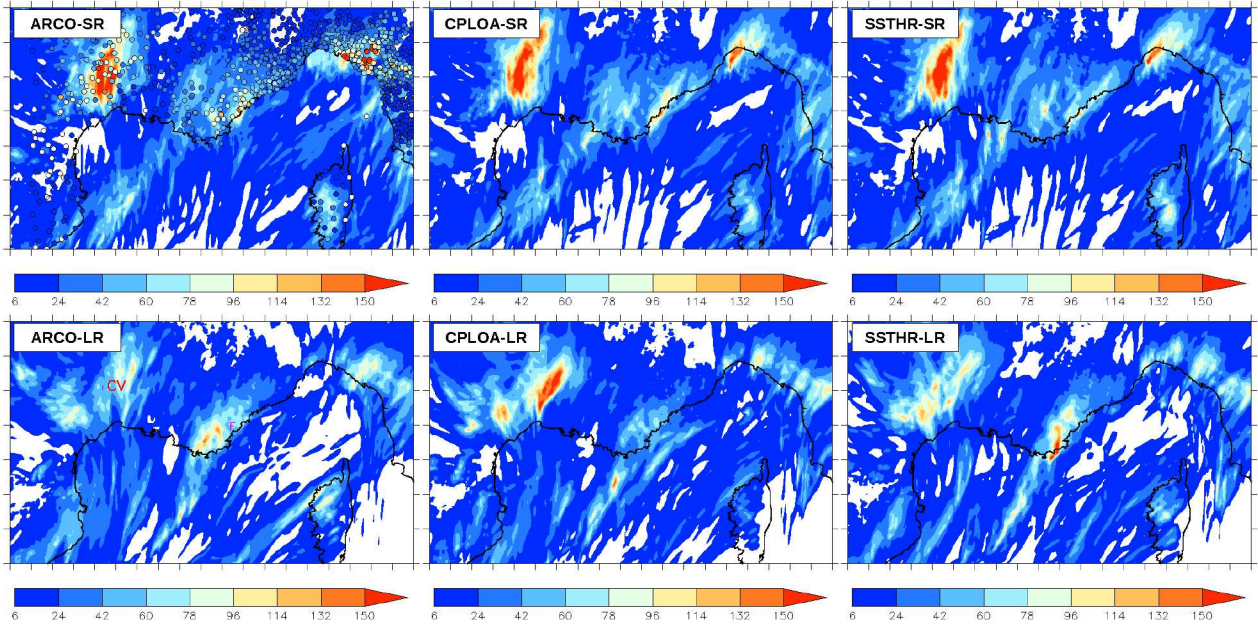 ARCO-SR
CPLOA-SR
SSTHR-SR
6 24 42 60 78 96 114 132 150
6 24 42 60 78 96 114 132 150
6 24 42 60 78 96 114 132 150
ARCO-LR
CPLOA-LR
SSTHR-LR
CV
F
6 24 42 60 78 96 114 132 150
6 24 42 60 78 96 114 132 150
6 24 42 60 78 96 114 132 150